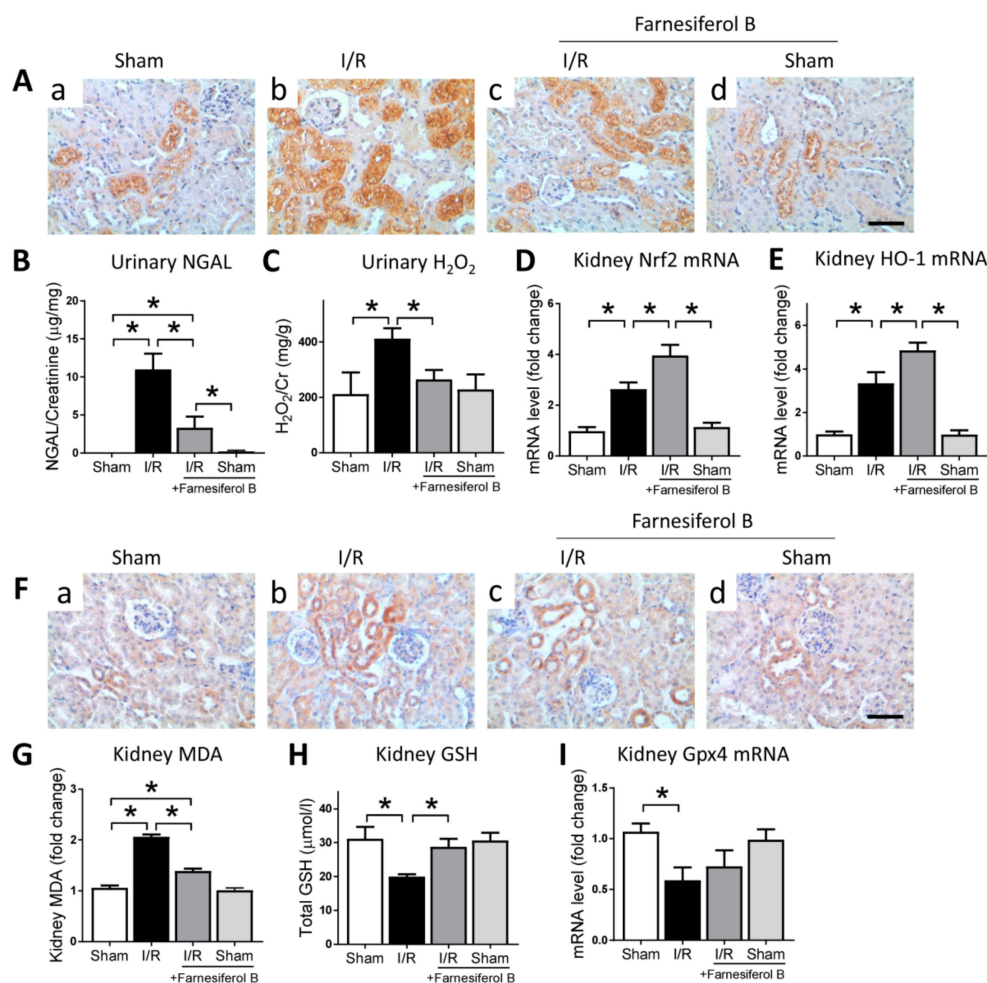 Farnesiferol B
Sham I/R I/R Sham
A
a b c d
B Urinary NGAL
NGAL/Creatinine (μg/mg)
20
15
10
5
0
* * * *
Sham I/R I/R Sham
+Farnesiferol B
C Urinary H₂O₂
H₂O₂/Cr (mg/g)
400
200
0
* *
Sham I/R I/R Sham
+Farnesiferol B
D Kidney Nrf2 mRNA
mRNA level (fold change)
6
4
2
0
* * *
Sham I/R I/R Sham
+Farnesiferol B
E Kidney HO-1 mRNA
mRNA level (fold change)
6
4
2
0
* * *
Sham I/R I/R Sham
+Farnesiferol B
Farnesiferol B
Sham I/R I/R Sham
F
a b c d
G Kidney MDA
Kidney MDA (fold change)
3
2
1
0
* * *
Sham I/R I/R Sham
+Farnesiferol B
H Kidney GSH
Total GSH (μmol/l)
40
30
20
10
0
* *
Sham I/R I/R Sham
+Farnesiferol B
I Kidney Gpx4 mRNA
mRNA level (fold change)
1.5
1.0
0.5
0.0
*
Sham I/R I/R Sham
+Farnesiferol B